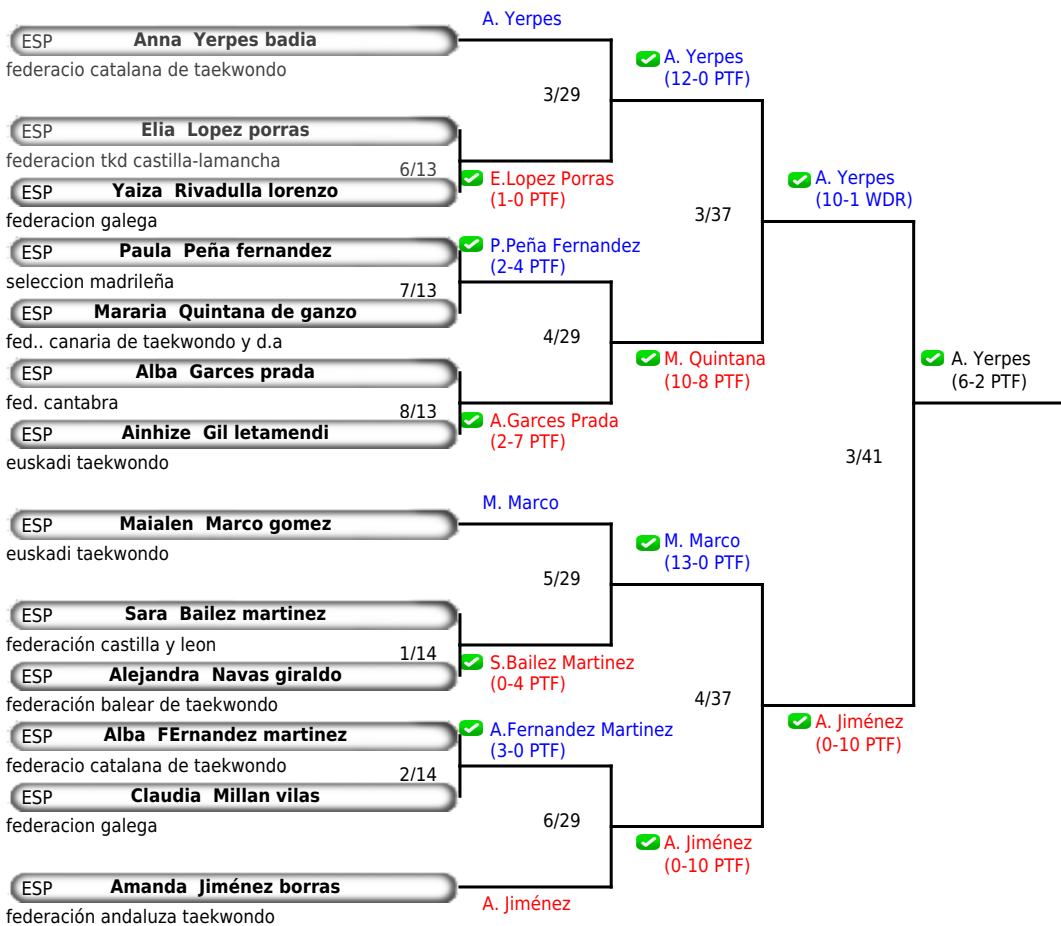 A. Yerpes
ESP Anna Yerpes badia
federacio catalana de taekwondo
A. Yerpes
(12-0 PTF)
3/29
ESP Elia Lopez porras
federacion tkd castilla-lamancha
6/13
E.Lopez Porras
(1-0 PTF)
ESP Yaiza Rivadulla lorenzo
federacion galega
A. Yerpes
(10-1 WDR)
3/37
ESP Paula Peña fernandez
P.Peña Fernandez
(2-4 PTF)
seleccion madrileña
7/13
ESP Mararia Quintana de ganzo
fed.. canaria de taekwondo y d.a
4/29
M. Quintana
(10-8 PTF)
ESP Alba Garces prada
fed. cantabra
8/13
A.Garces Prada
(2-7 PTF)
ESP Ainhize Gil letamendi
euskadi taekwondo
A. Yerpes
(6-2 PTF)
3/41
M. Marco
ESP Maialen Marco gomez
euskadi taekwondo
M. Marco
(13-0 PTF)
5/29
ESP Sara Bailez martinez
federación castilla y leon
1/14
S.Bailez Martinez
(0-4 PTF)
ESP Alejandra Navas giraldo
federación balear de taekwondo
4/37
A. Jiménez
(0-10 PTF)
ESP Alba FErnandez martinez
A.Fernandez Martinez
(3-0 PTF)
federacio catalana de taekwondo
2/14
ESP Claudia Millan vilas
federacion galega
6/29
A. Jiménez
(0-10 PTF)
ESP Amanda Jiménez borras
A. Jiménez
federación andaluza taekwondo